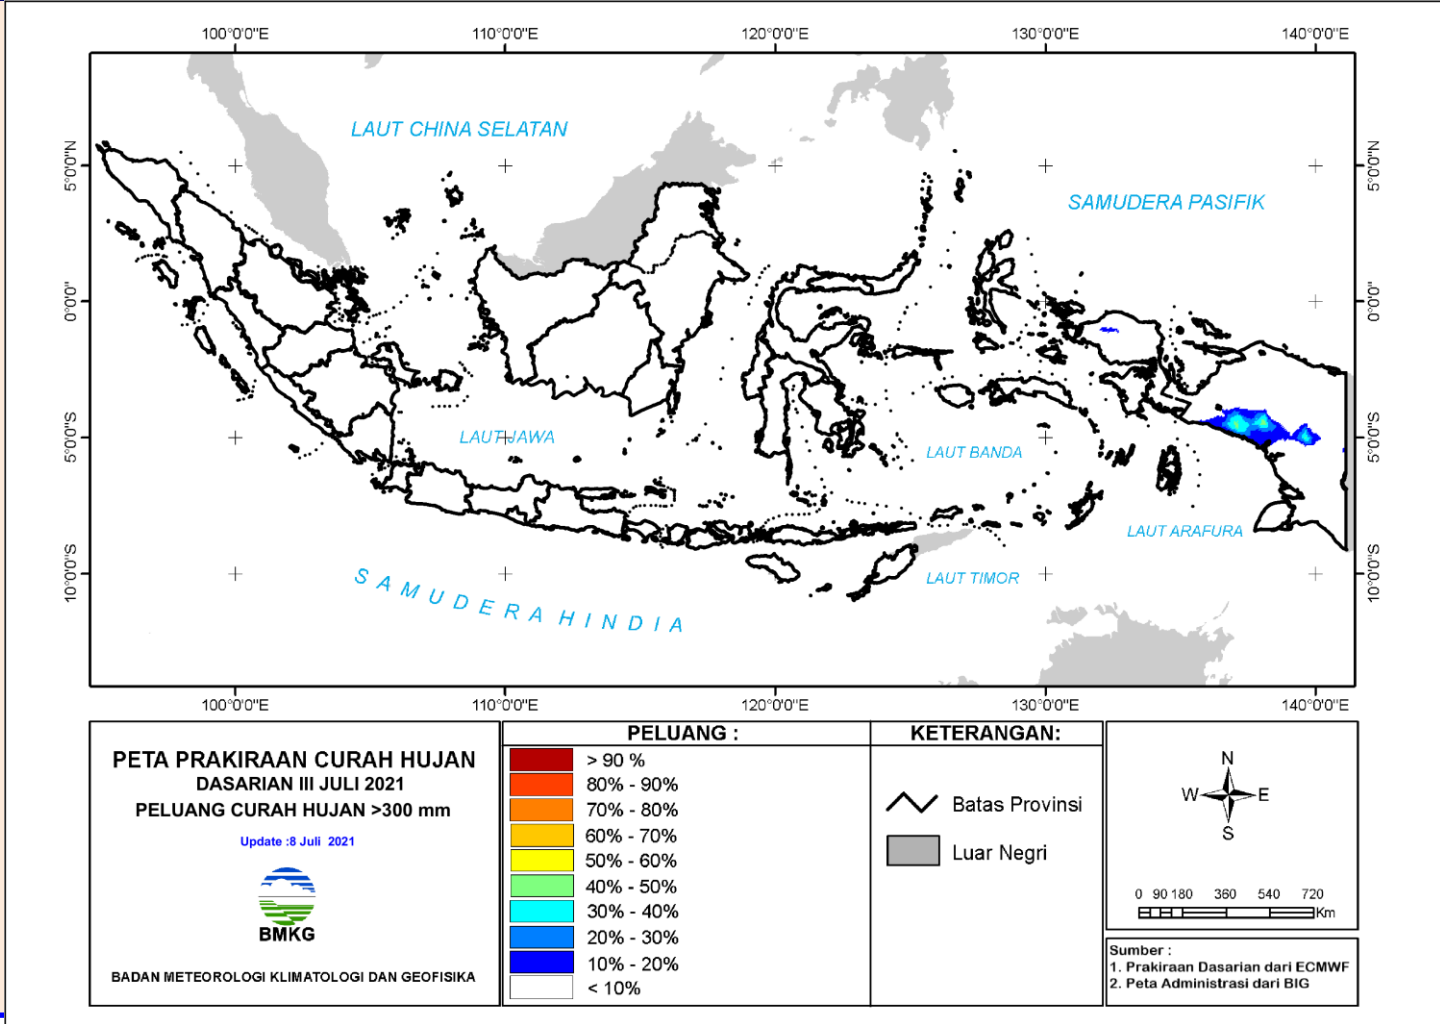 100°0'0"E 110°0'0"E 120°0'0"E 130°0'0"E 140°0'0"E
5°0'0"N
0°0'0"
5°0'0"S
10°0'0"S
LAUT CHINA SELATAN
SAMUDERA PASIFIK
LAUT JAWA
LAUT BANDA
LAUT ARAFURA
LAUT TIMOR
SAMUDERA HINDIA
5°0'0"N
0°0'0"
5°0'0"S
10°0'0"S
100°0'0"E 110°0'0"E 120°0'0"E 130°0'0"E 140°0'0"E
PETA PRAKIRAAN CURAH HUJAN
DASARIAN III JULI 2021
PELUANG CURAH HUJAN >300 mm
Update :8 Juli 2021
BMKG
BADAN METEOROLOGI KLIMATOLOGI DAN GEOFISIKA
PELUANG :
> 90 %
80% - 90%
70% - 80%
60% - 70%
50% - 60%
40% - 50%
30% - 40%
20% - 30%
10% - 20%
< 10%
KETERANGAN:
Batas Provinsi
Luar Negri
N
W E
S
0 90 180 360 540 720
Km
Sumber :
1. Prakiraan Dasarian dari ECMWF
2. Peta Administrasi dari BIG